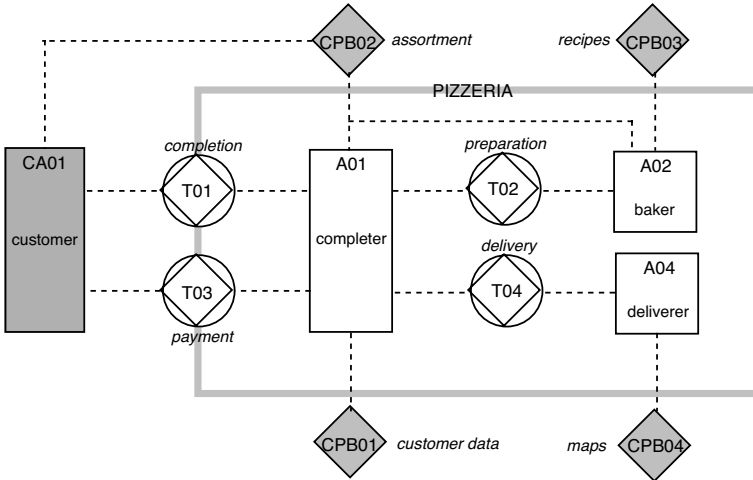 CPB02 assortment
recipes CPB03
PIZZERIA
completion
preparation
CA01
A01
A02
T01
T02
customer
completer
baker
delivery
A04
T03
T04
deliverer
payment
CPB01 customer data
maps CPB04